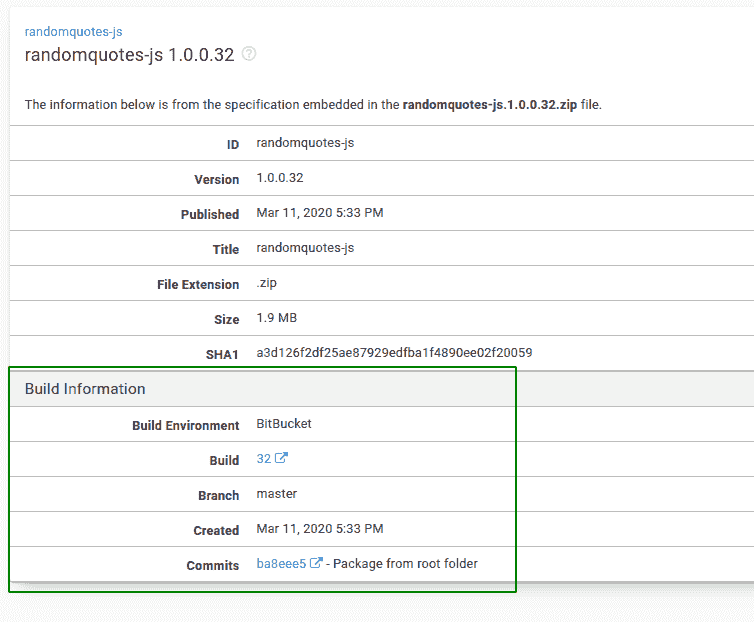 randomquotes-js
randomquotes-js 1.0.0.32 ?
The information below is from the specification embedded in the randomquotes-js.1.0.0.32.zip file.
ID randomquotes-js
Version 1.0.0.32
Published Mar 11, 2020 5:33 PM
Title randomquotes-js
File Extension .zip
Size 1.9 MB
SHA1 a3d126f2df25ae87929edfba1f4890ee02f20059
Build Information
Build Environment BitBucket
Build 32
Branch master
Created Mar 11, 2020 5:33 PM
Commits ba8eee5 - Package from root folder